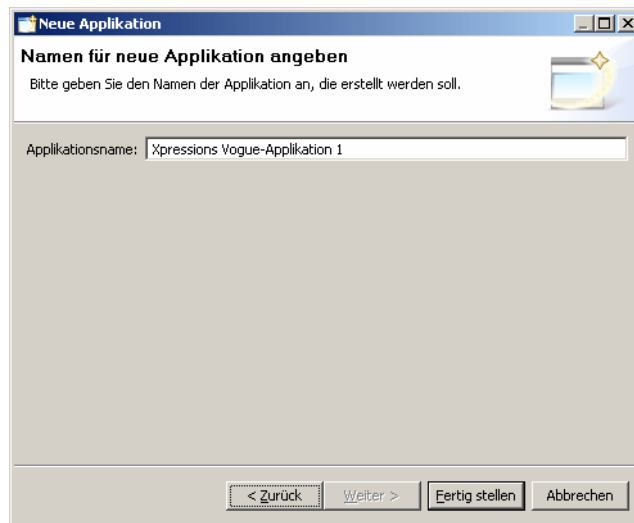 Neue Applikation
Namen für neue Applikation angeben
Bitte geben Sie den Namen der Applikation an, die erstellt werden soll.
Applikationsname: Xpressions Vogue-Applikation 1
< Zurück Weiter > Fertig stellen Abbrechen